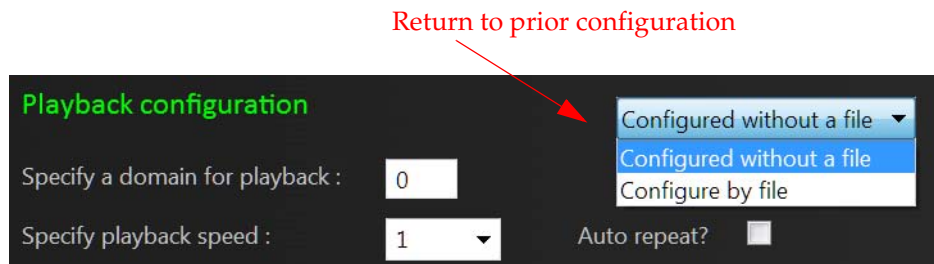 Return to prior configuration
Playback configuration
Configured without a file
Configured without a file
Configure by file
Specify a domain for playback :
0
Specify playback speed :
1
Auto repeat?